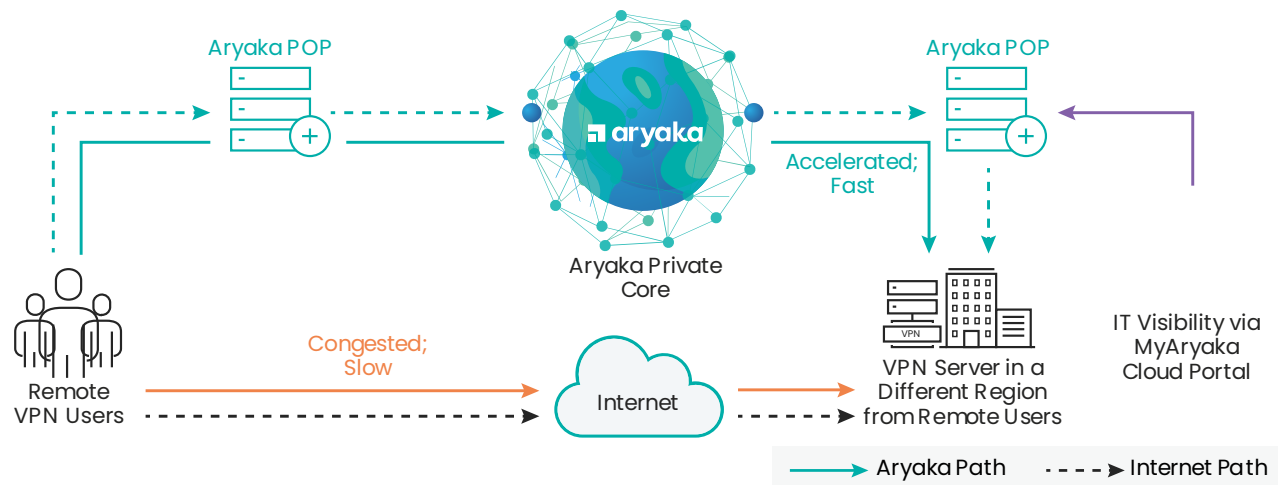 Aryaka POP
Aryaka POP
aryaka
Accelerated;
Fast
Aryaka Private
Core
Remote
VPN Users
Congested;
Slow
Internet
VPN
VPN Server in a
Different Region
from Remote Users
IT Visibility via
MyAryaka
Cloud Portal
Aryaka Path
Internet Path